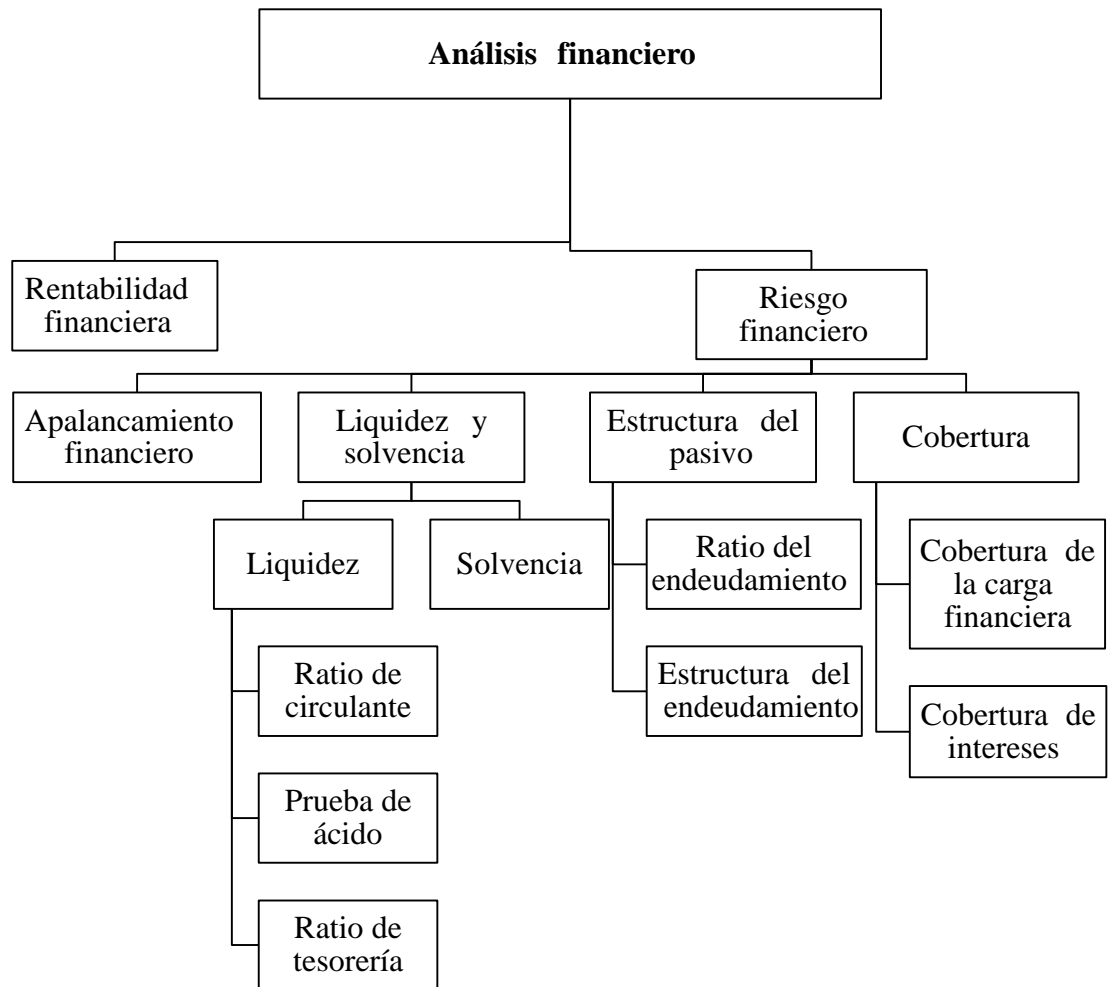 Análisis financiero
Rentabilidad
financiera
Riesgo
financiero
Apalancamiento
financiero
Liquidez y
solvencia
Estructura del
pasivo
Cobertura
Liquidez
Solvencia
Ratio del
endeudamiento
Cobertura de
la carga
financiera
Ratio de
circulante
Estructura del
endeudamiento
Cobertura de
intereses
Prueba de
ácido
Ratio de
tesorería